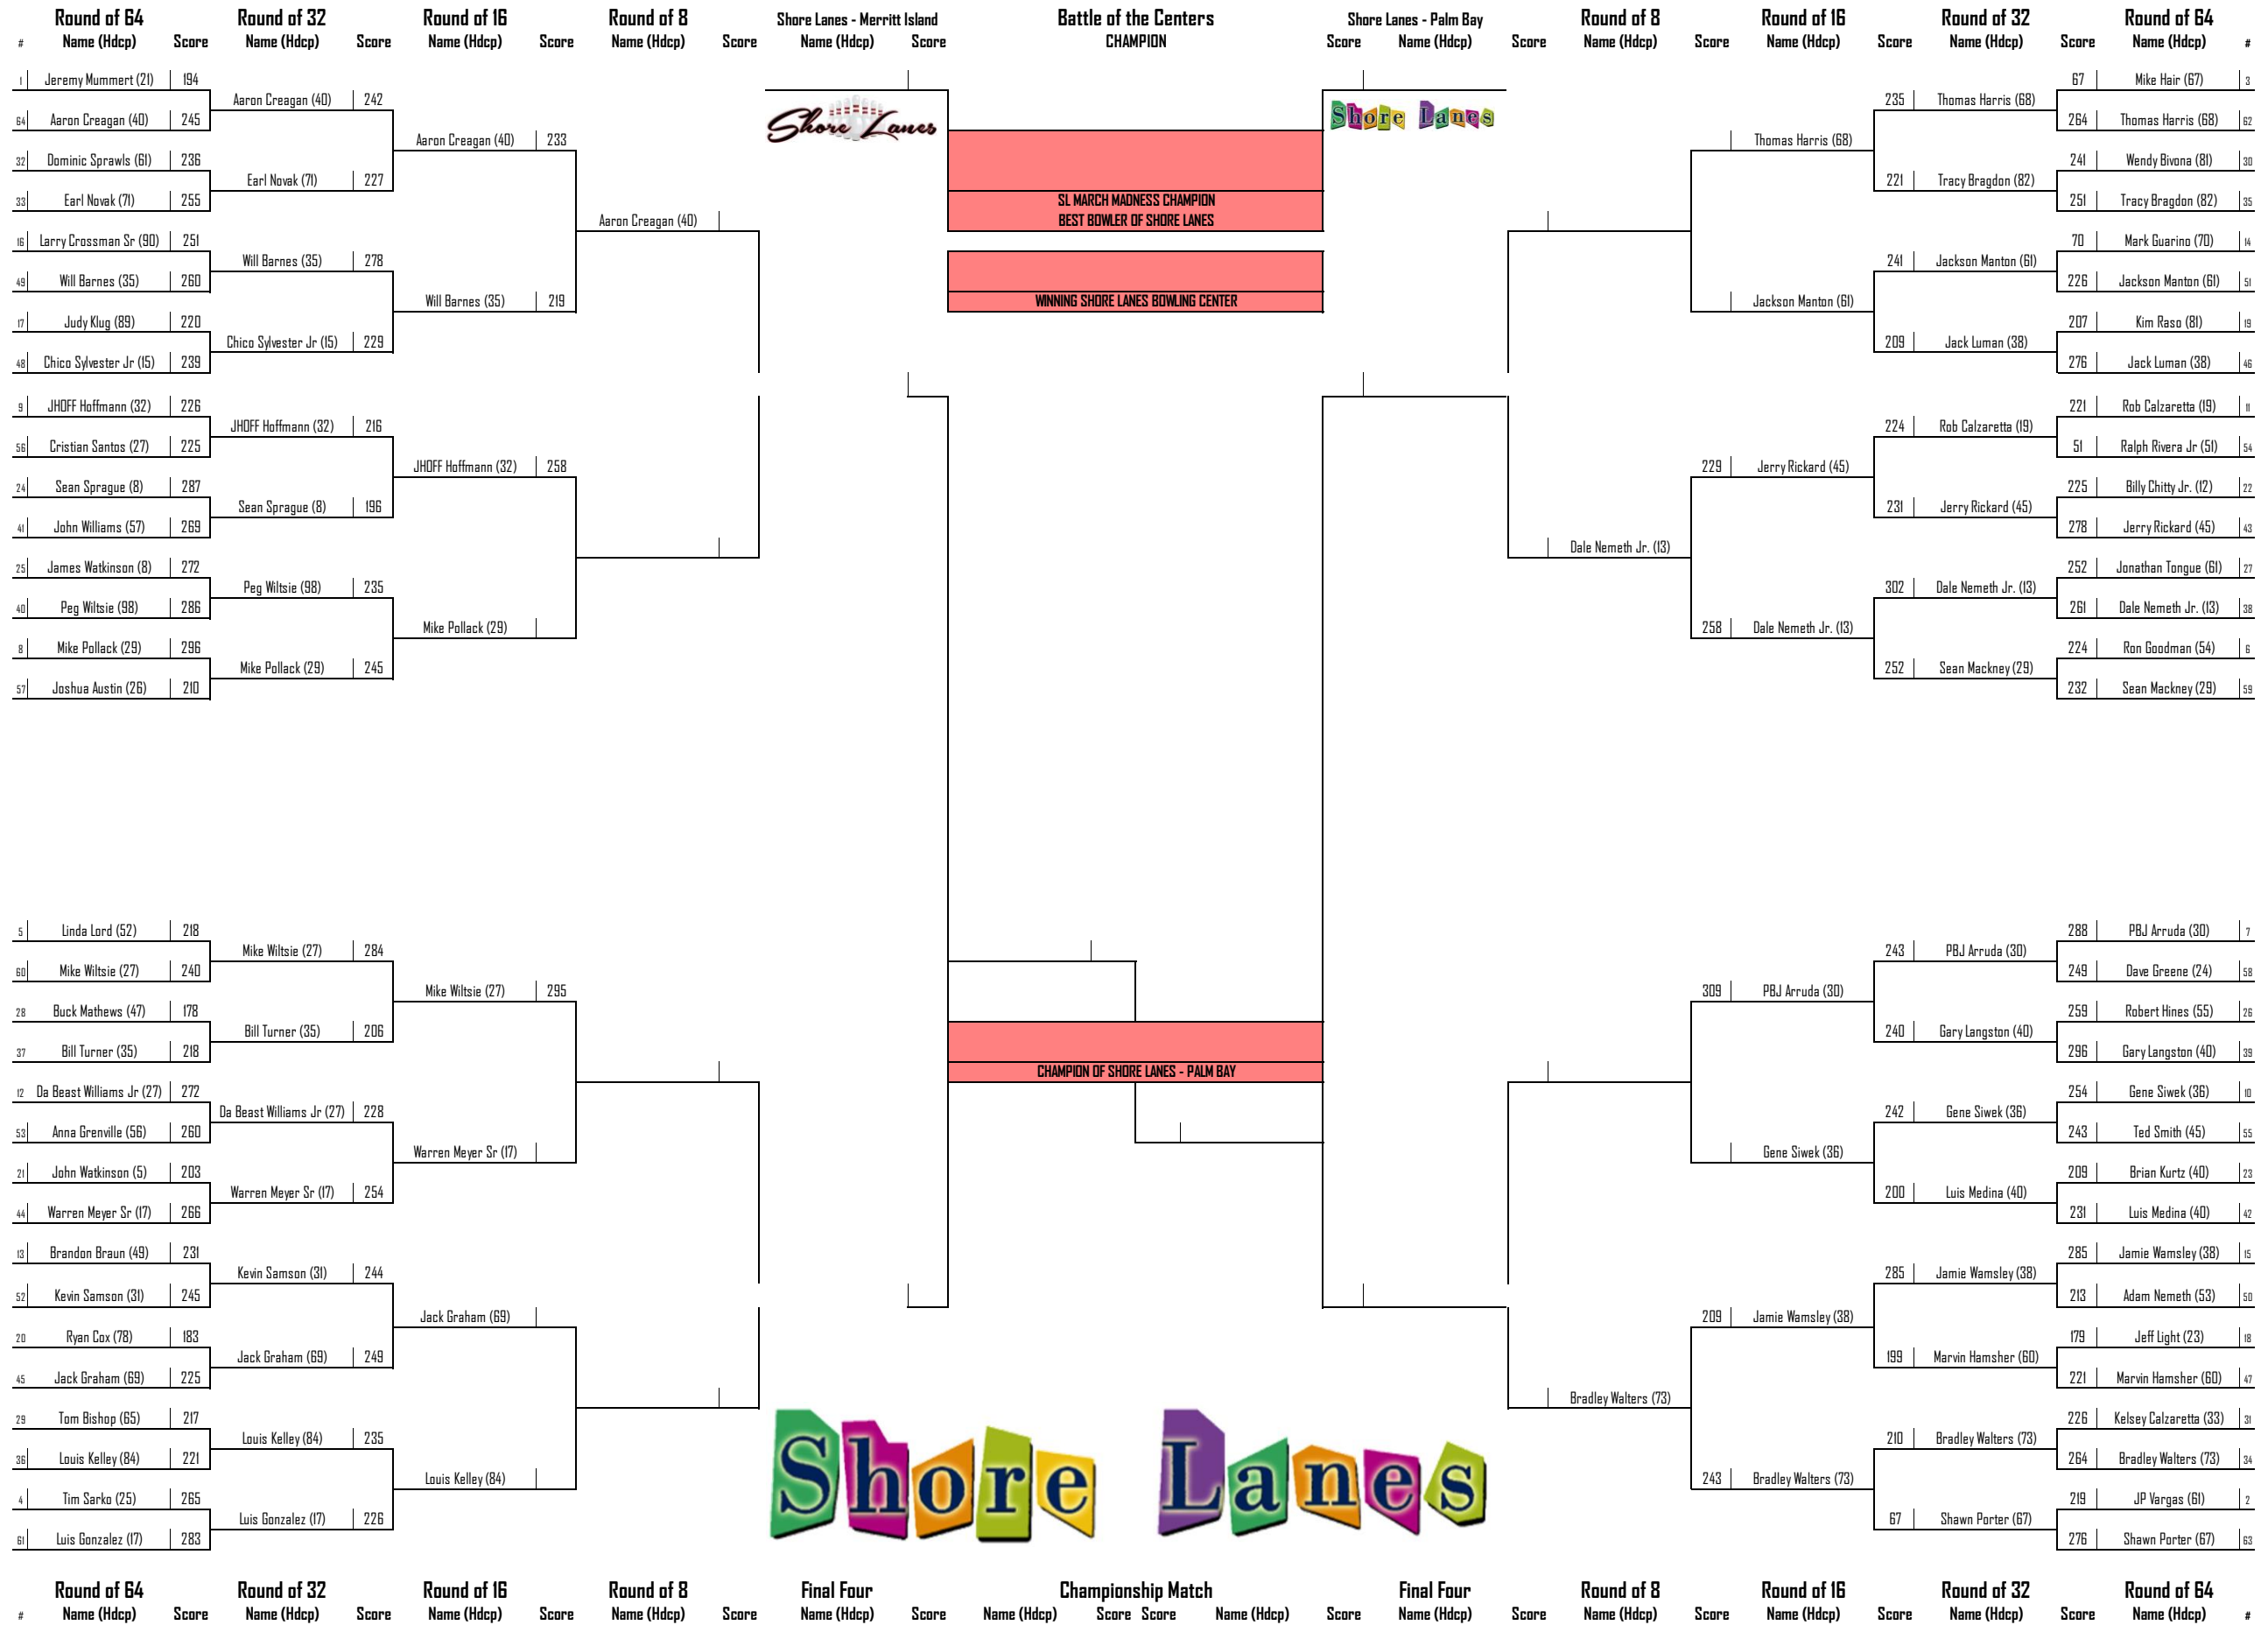 Round of 64 Round of 32 Round of 16 Round of 8 Shore Lanes - Merritt Island Battle of the Centers Shore Lanes - Palm Bay Round of 8 Round of 16 Round of 32 Round of 64
# Name (Hdcp) Score Name (Hdcp) Score Name (Hdcp) Score Name (Hdcp) Score Name (Hdcp) Score CHAMPION Score Name (Hdcp) Score Name (Hdcp) Score Name (Hdcp) Score Name (Hdcp) Score Name (Hdcp) #
1 Jeremy Mummert (21) 194 67 Mike Hair (67) 3
Aaron Creagan (40) 242 235 Thomas Harris (68)
64 Aaron Creagan (40) 245 Shore Lanes Shore Lanes 264 Thomas Harris (68) 62
Aaron Creagan (40) 233 Thomas Harris (68)
32 Dominic Sprawls (61) 236 241 Wendy Bivona (81) 30
Earl Novak (71) 227 221 Tracy Bragdon (82)
33 Earl Novak (71) 255 SL MARCH MADNESS CHAMPION 251 Tracy Bragdon (82) 35
Aaron Creagan (40) BEST BOWLER OF SHORE LANES
16 Larry Crossman Sr (90) 251 70 Mark Guarino (70) 14
Will Barnes (35) 278 241 Jackson Manton (61)
49 Will Barnes (35) 260 226 Jackson Manton (61) 51
Will Barnes (35) 219 WINNING SHORE LANES BOWLING CENTER Jackson Manton (61)
17 Judy Klug (89) 220 207 Kim Raso (81) 19
Chico Sylvester Jr (15) 229 209 Jack Luman (38)
48 Chico Sylvester Jr (15) 239 276 Jack Luman (38) 46
9 JHOFF Hoffmann (32) 226 221 Rob Calzaretta (19) 11
JHOFF Hoffmann (32) 216 224 Rob Calzaretta (19)
56 Cristian Santos (27) 225 51 Ralph Rivera Jr (51) 54
JHOFF Hoffmann (32) 258 229 Jerry Rickard (45)
24 Sean Sprague (8) 287 225 Billy Chitty Jr. (12) 22
Sean Sprague (8) 196 231 Jerry Rickard (45)
41 John Williams (57) 269 278 Jerry Rickard (45) 43
Dale Nemeth Jr. (13)
25 James Watkinson (8) 272 252 Jonathan Tongue (61) 27
Peg Wiltsie (98) 235 302 Dale Nemeth Jr. (13)
40 Peg Wiltsie (98) 286 261 Dale Nemeth Jr. (13) 38
Mike Pollack (29) 258 Dale Nemeth Jr. (13)
8 Mike Pollack (29) 296 224 Ron Goodman (54) 6
Mike Pollack (29) 245 252 Sean Mackney (29)
57 Joshua Austin (26) 210 232 Sean Mackney (29) 59
5 Linda Lord (52) 218 288 PBJ Arruda (30) 7
Mike Wiltsie (27) 284 243 PBJ Arruda (30)
60 Mike Wiltsie (27) 240 249 Dave Greene (24) 58
Mike Wiltsie (27) 295 309 PBJ Arruda (30)
28 Buck Mathews (47) 178 259 Robert Hines (55) 26
Bill Turner (35) 206 240 Gary Langston (40)
37 Bill Turner (35) 218 296 Gary Langston (40) 39
CHAMPION OF SHORE LANES - PALM BAY
12 Da Beast Williams Jr (27) 272 254 Gene Siwek (36) 10
Da Beast Williams Jr (27) 228 242 Gene Siwek (36)
53 Anna Grenville (56) 260 243 Ted Smith (45) 55
Warren Meyer Sr (17) Gene Siwek (36)
21 John Watkinson (5) 203 209 Brian Kurtz (40) 23
Warren Meyer Sr (17) 254 200 Luis Medina (40)
44 Warren Meyer Sr (17) 266 231 Luis Medina (40) 42
13 Brandon Braun (49) 231 285 Jamie Wamsley (38) 15
Kevin Samson (31) 244 285 Jamie Wamsley (38)
52 Kevin Samson (31) 245 213 Adam Nemeth (53) 50
Jack Graham (69) 209 Jamie Wamsley (38)
20 Ryan Cox (78) 183 179 Jeff Light (23) 18
Jack Graham (69) 249 199 Marvin Hamsher (60)
45 Jack Graham (69) 225 221 Marvin Hamsher (60) 47
Bradley Walters (73)
29 Tom Bishop (65) 217 226 Kelsey Calzaretta (33) 31
Louis Kelley (84) 235 210 Bradley Walters (73)
36 Louis Kelley (84) 221 264 Bradley Walters (73) 34
Louis Kelley (84) Shore Lanes 243 Bradley Walters (73)
4 Tim Sarko (25) 265 219 JP Vargas (61) 2
Luis Gonzalez (17) 226 67 Shawn Porter (67)
61 Luis Gonzalez (17) 283 276 Shawn Porter (67) 63
Round of 64 Round of 32 Round of 16 Round of 8 Final Four Championship Match Final Four Round of 8 Round of 16 Round of 32 Round of 64
# Name (Hdcp) Score Name (Hdcp) Score Name (Hdcp) Score Name (Hdcp) Score Name (Hdcp) Score Name (Hdcp) Score Score Name (Hdcp) Score Name (Hdcp) Score Name (Hdcp) Score Name (Hdcp) Score Name (Hdcp) Score Name (Hdcp) #